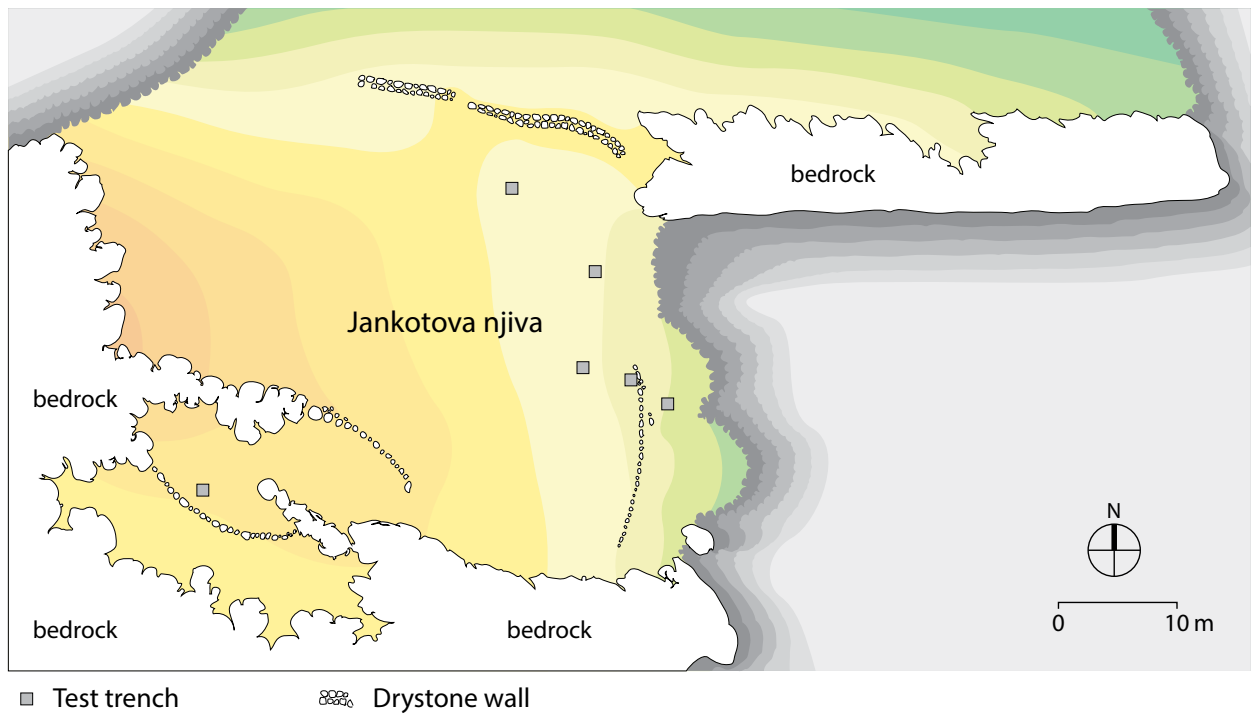 bedrock
Jankotova njiva
bedrock
N
bedrock
bedrock
0 10 m
Test trench
Drystone wall